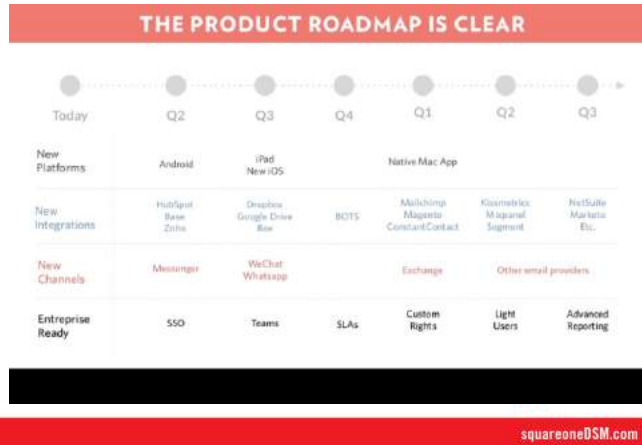 THE PRODUCT ROADMAP IS CLEAR
Today Q2 Q3 Q4 Q1 Q2 Q3
New
Platforms
Android
iPad
New iOS
Native Mac App
New
Integrations
HubSpot
Base
Zoho
Dropbox
Google Drive
Box
BOTS
Mailchimp
Magento
ConstantContact
Kissmetrics
Mixpanel
Segment
NetSuite
Marketo
Etc.
New
Channels
Messenger
WeChat
Whatsapp
Exchange
Other email providers
Entreprise
Ready
SSO
Teams
SLAs
Custom
Rights
Light
Users
Advanced
Reporting
squareoneDSM.com